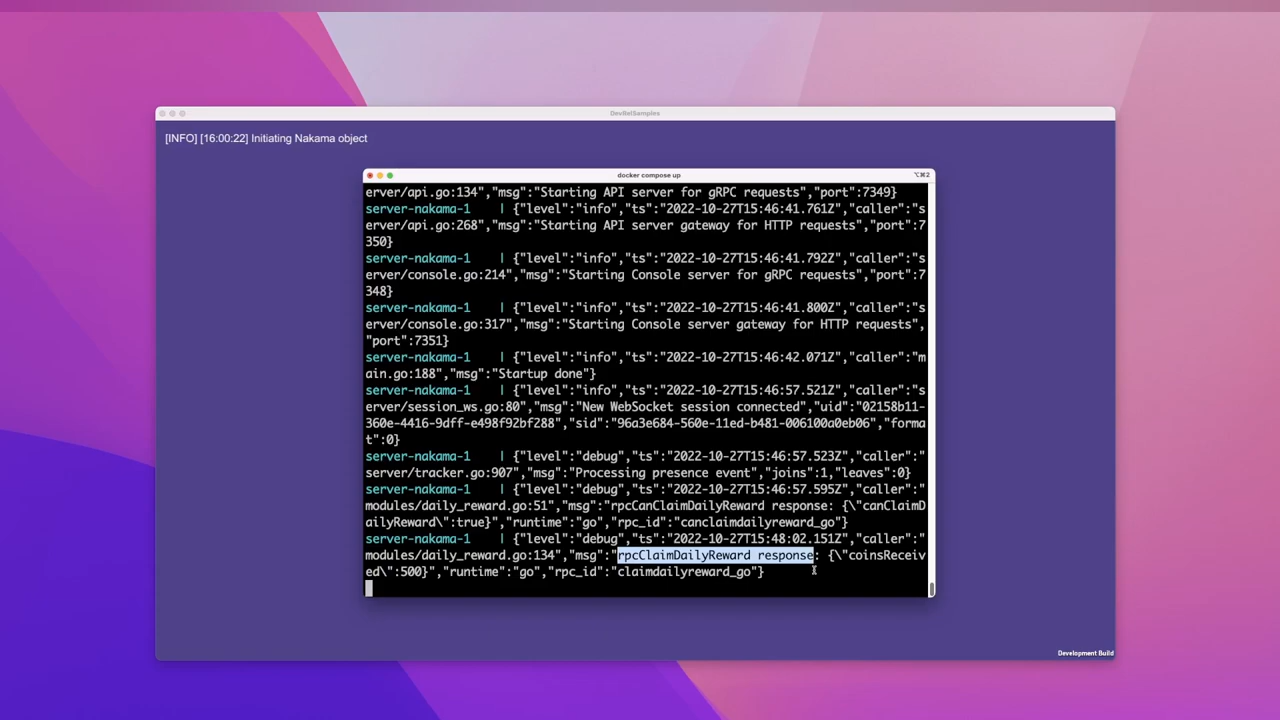 DevRelSamples
[INFO] [16:00:22] Initiating Nakama object
docker compose up
⌥⌘2
erver/api.go:134","msg":"Starting API server for gRPC requests","port":7349}
server-nakama-1    | {"level":"info","ts":"2022-10-27T15:46:41.761Z","caller":"s
erver/api.go:268","msg":"Starting API server gateway for HTTP requests","port":7
350}
server-nakama-1    | {"level":"info","ts":"2022-10-27T15:46:41.792Z","caller":"s
erver/console.go:214","msg":"Starting Console server for gRPC requests","port":7
348}
server-nakama-1    | {"level":"info","ts":"2022-10-27T15:46:41.800Z","caller":"s
erver/console.go:317","msg":"Starting Console server gateway for HTTP requests",
"port":7351}
server-nakama-1    | {"level":"info","ts":"2022-10-27T15:46:42.071Z","caller":"m
ain.go:188","msg":"Startup done"}
server-nakama-1    | {"level":"info","ts":"2022-10-27T15:46:57.521Z","caller":"s
erver/session_ws.go:80","msg":"New WebSocket session connected","uid":"02158b11-
360e-4416-9dff-e498f92bf288","sid":"96a3e684-560e-11ed-b481-006100a0eb06","forma
t":0}
server-nakama-1    | {"level":"debug","ts":"2022-10-27T15:46:57.523Z","caller":"
server/tracker.go:907","msg":"Processing presence event","joins":1,"leaves":0}
server-nakama-1    | {"level":"debug","ts":"2022-10-27T15:46:57.595Z","caller":"
modules/daily_reward.go:51","msg":"rpcCanClaimDailyReward response: {\"canClaimD
ailyReward\":true}","runtime":"go","rpc_id":"canclaimdailyreward_go"}
server-nakama-1    | {"level":"debug","ts":"2022-10-27T15:48:02.151Z","caller":"
modules/daily_reward.go:134","msg":"rpcClaimDailyReward response: {\"coinsReceiv
ed\":500}","runtime":"go","rpc_id":"claimdailyreward_go"}
Development Build